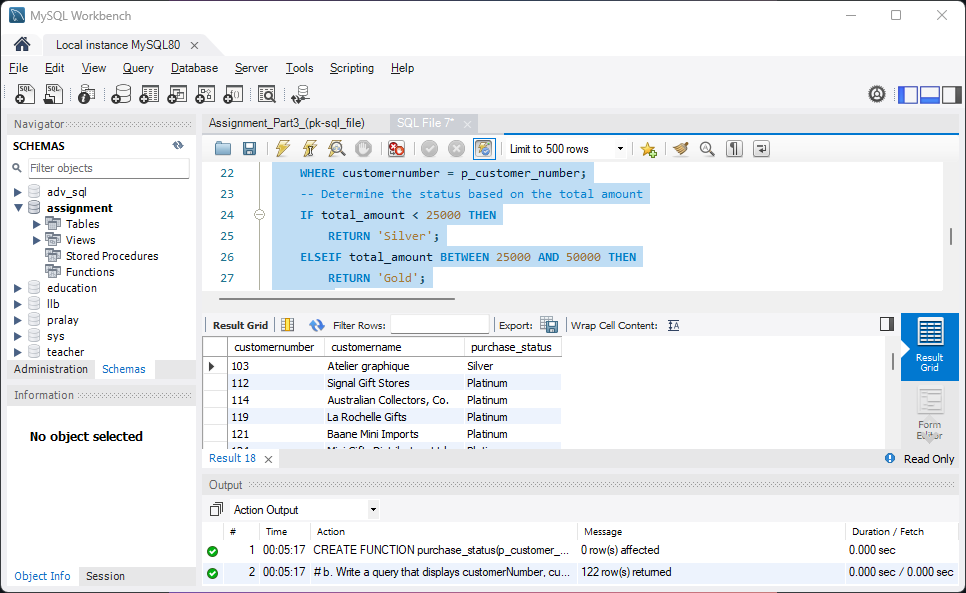 MySQL Workbench
Local instance MySQL80
File Edit View Query Database Server Tools Scripting Help
Navigator
SCHEMAS
Filter objects
adv_sql
assignment
Tables
Views
Stored Procedures
Functions
education
llb
pralay
sys
teacher
Administration Schemas
Information
No object selected
Object Info Session
Assignment_Part3_(pk-sql_file) SQL File 7*
Limit to 500 rows
22 WHERE customernumber = p_customer_number;
23 -- Determine the status based on the total amount
24 IF total_amount < 25000 THEN
25 RETURN 'Silver';
26 ELSEIF total_amount BETWEEN 25000 AND 50000 THEN
27 RETURN 'Gold';
Result Grid Filter Rows: Export: Wrap Cell Content:
customernumber customername purchase_status
103 Atelier graphique Silver
112 Signal Gift Stores Platinum
114 Australian Collectors, Co. Platinum
119 La Rochelle Gifts Platinum
121 Baane Mini Imports Platinum
Result Grid
Form Editor
Result 18
Read Only
Output
Action Output
# Time Action Message Duration / Fetch
1 00:05:17 CREATE FUNCTION purchase_status(p_customer_... 0 row(s) affected 0.000 sec
2 00:05:17 # b. Write a query that displays customerNumber, cu... 122 row(s) returned 0.000 sec / 0.000 sec